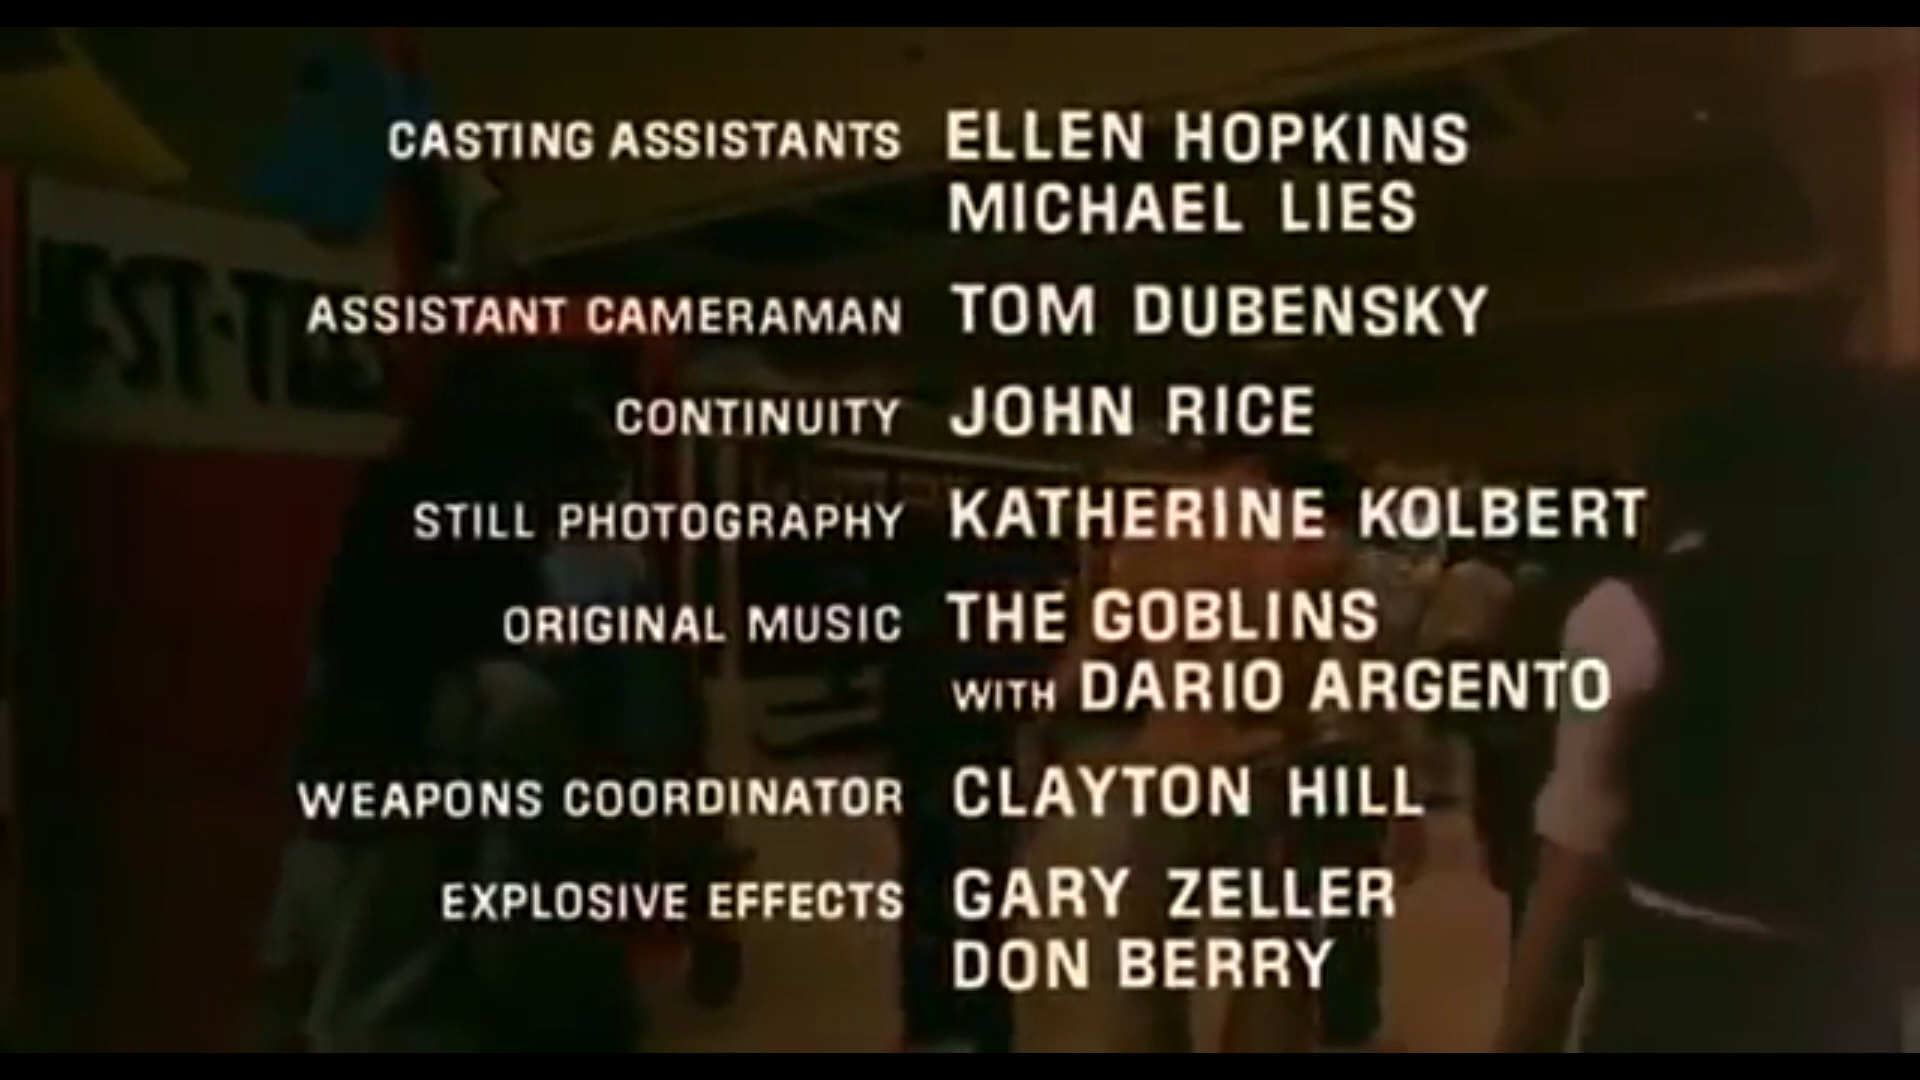 CASTING ASSISTANTS ELLEN HOPKINS
MICHAEL LIES
ASSISTANT CAMERAMAN TOM DUBENSKY
CONTINUITY JOHN RICE
STILL PHOTOGRAPHY KATHERINE KOLBERT
ORIGINAL MUSIC THE GOBLINS
WITH DARIO ARGENTO
WEAPONS COORDINATOR CLAYTON HILL
EXPLOSIVE EFFECTS GARY ZELLER
DON BERRY